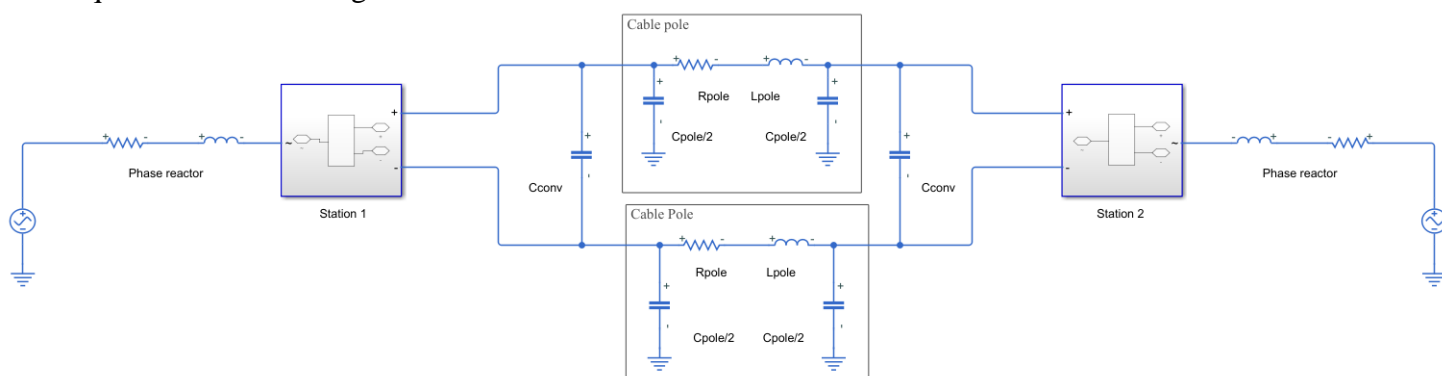 Cable pole
Rpole Lpole
Cpole/2 Cpole/2
Phase reactor
Station 1
Cconv
Cconv
Station 2
Phase reactor
Cable Pole
Rpole Lpole
Cpole/2 Cpole/2